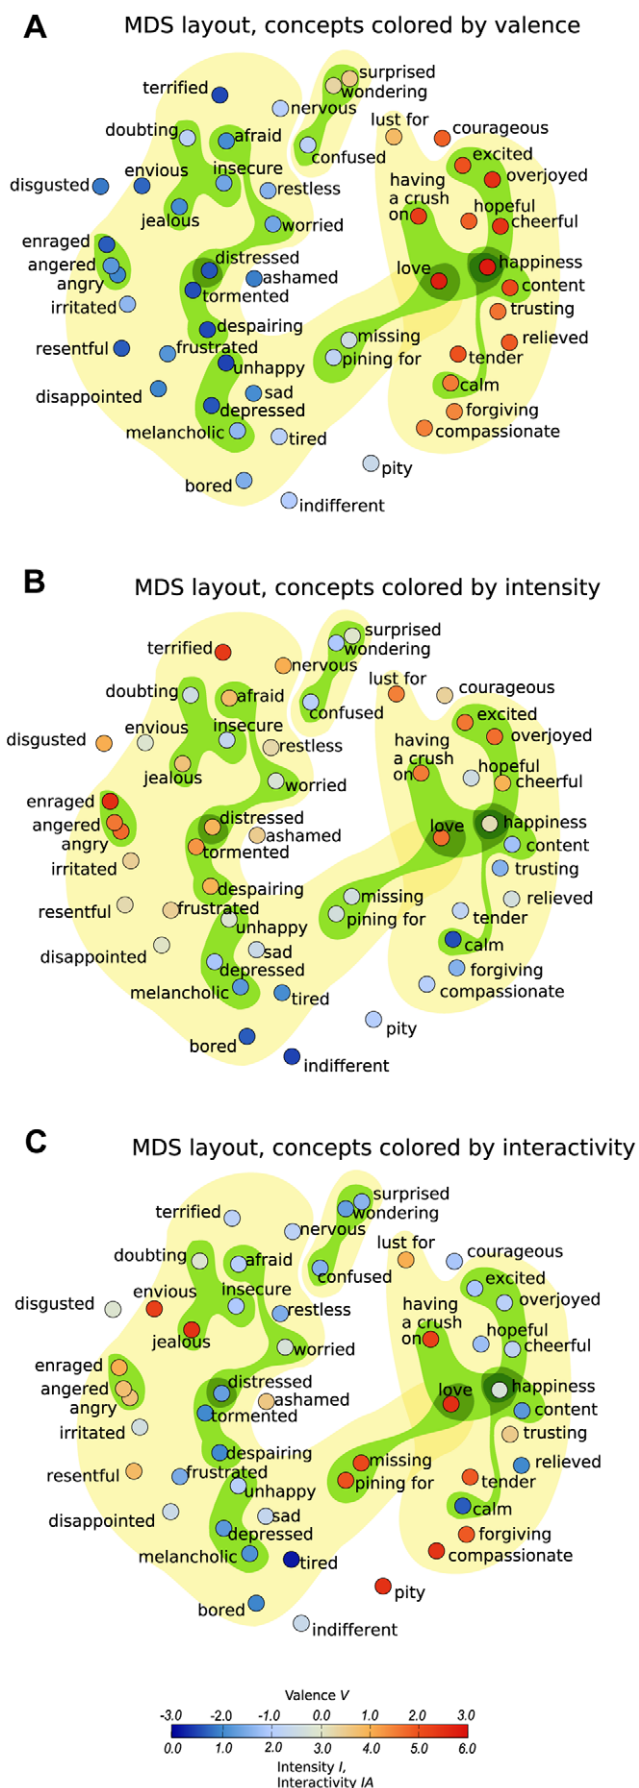 A
MDS layout, concepts colored by valence
surprised
wondering
terrified
nervous
lust for
courageous
doubting
afraid
confused
excited
envious
insecure
having
a crush
on
overjoyed
disgusted
restless
hopeful
jealous
worried
cheerful
enraged
distressed
love
happiness
angered
angry
ashamed
content
irritated
tormented
trusting
despairing
missing
relieved
resentful
frustrated
pining for
tender
unhappy
disappointed
sad
calm
depressed
forgiving
melancholic
tired
compassionate
pity
bored
indifferent
B
MDS layout, concepts colored by intensity
surprised
wondering
terrified
nervous
lust for
courageous
doubting
afraid
confused
excited
envious
insecure
having
a crush
on
overjoyed
disgusted
restless
hopeful
jealous
worried
cheerful
enraged
distressed
love
happiness
angered
angry
ashamed
content
irritated
tormented
trusting
despairing
missing
relieved
resentful
frustrated
pining for
tender
unhappy
disappointed
sad
calm
depressed
forgiving
melancholic
tired
compassionate
pity
bored
indifferent
C
MDS layout, concepts colored by interactivity
surprised
wondering
terrified
nervous
lust for
courageous
doubting
afraid
confused
excited
envious
insecure
having
a crush
on
overjoyed
disgusted
restless
hopeful
jealous
worried
cheerful
enraged
distressed
love
happiness
angered
angry
ashamed
content
irritated
tormented
trusting
despairing
missing
relieved
resentful
frustrated
pining for
tender
unhappy
disappointed
sad
calm
depressed
forgiving
melancholic
tired
compassionate
pity
bored
indifferent
Valence V
-3.0 -2.0 -1.0 0.0 1.0 2.0 3.0
0.0 1.0 2.0 3.0 4.0 5.0 6.0
Intensity I,
Interactivity IA